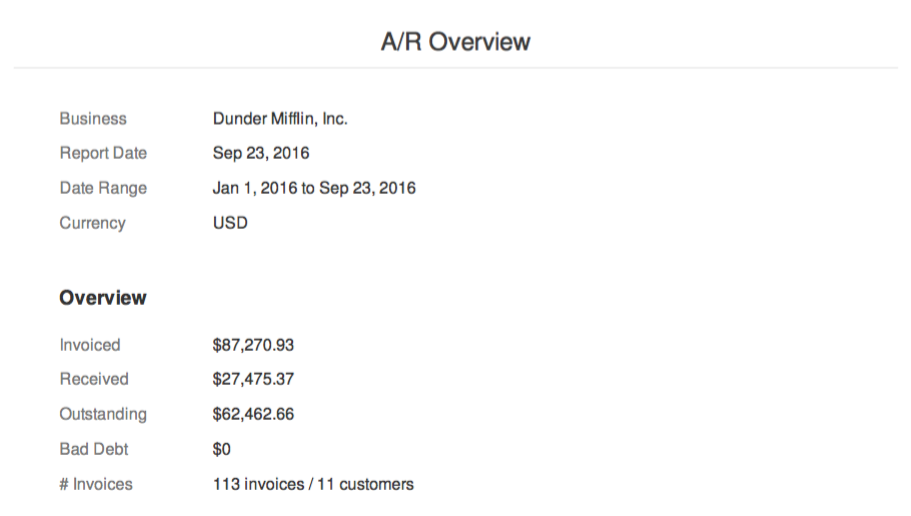 A/R Overview
Business Dunder Mifflin, Inc.
Report Date Sep 23, 2016
Date Range Jan 1, 2016 to Sep 23, 2016
Currency USD
Overview
Invoiced $87,270.93
Received $27,475.37
Outstanding $62,462.66
Bad Debt $0
# Invoices 113 invoices / 11 customers